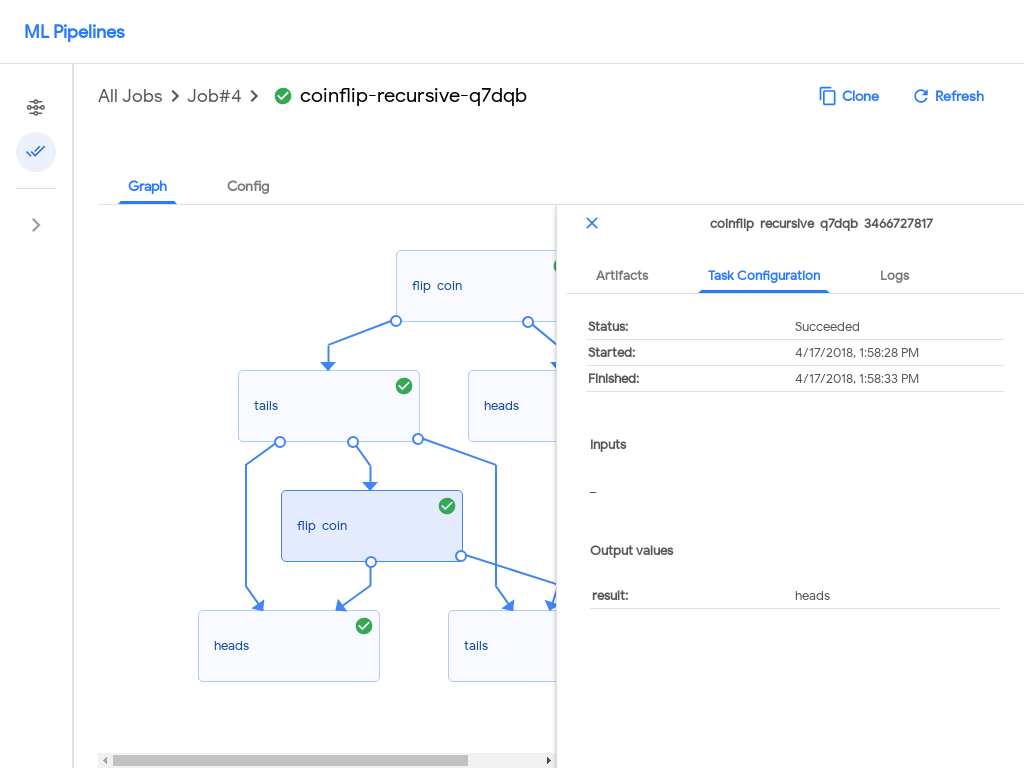 ML Pipelines
All Jobs > Job#4 > coinflip-recursive-q7dqb
Clone
Refresh
Graph
Config
coinflip recursive q7dqb 3466727817
Artifacts
Task Configuration
Logs
Status: Succeeded
Started: 4/17/2018, 1:58:28 PM
Finished: 4/17/2018, 1:58:33 PM
Inputs
–
Output values
result: heads
flip coin
tails
heads
flip coin
heads
tails